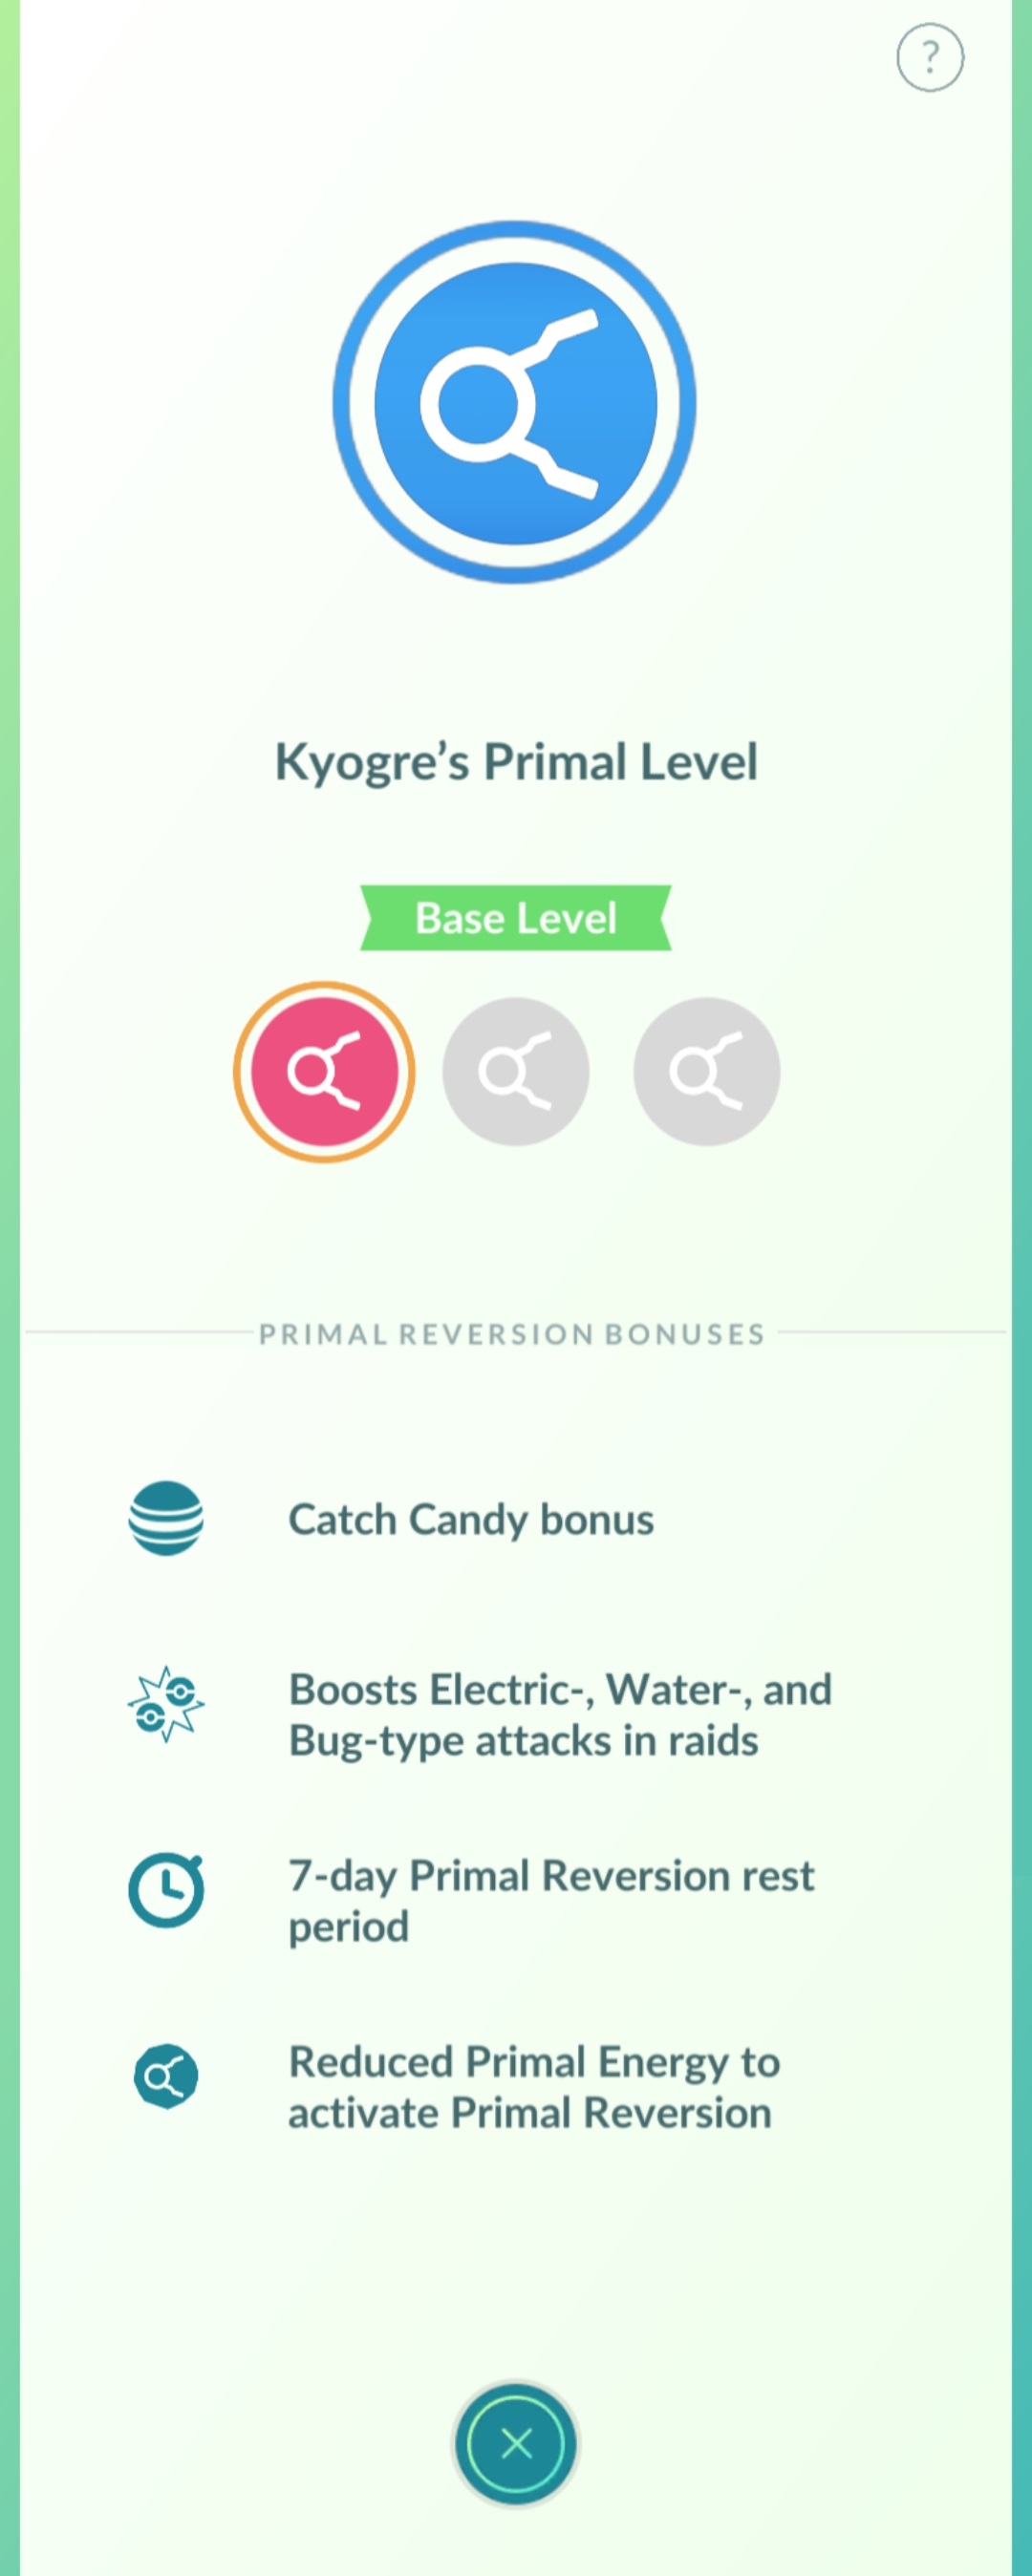 ?
Kyogre’s Primal Level
Base Level
PRIMAL REVERSION BONUSES
Catch Candy bonus
Boosts Electric-, Water-, and
Bug-type attacks in raids
7-day Primal Reversion rest
period
Reduced Primal Energy to
activate Primal Reversion